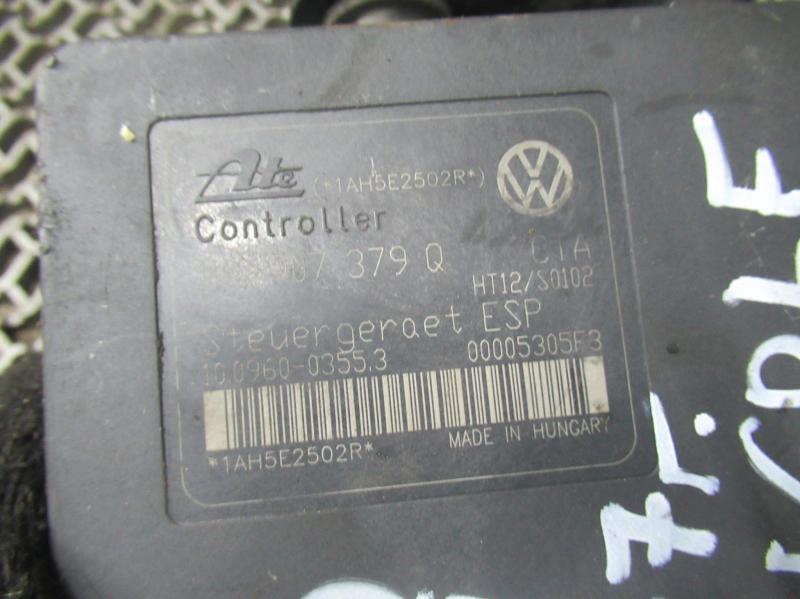 Ate (*1AH5E2502R*)
Controller
907 379 Q CTA
HT12/S0102
Steuergeraet ESP
10.0960-0355.3 00005305F3
*1AH5E2502R* MADE IN HUNGARY